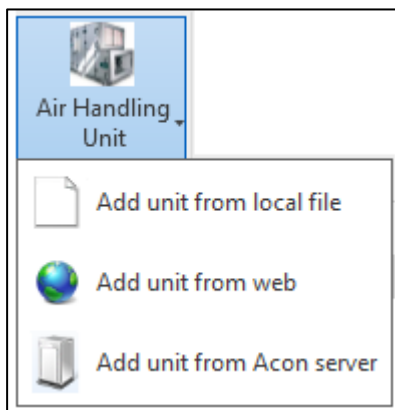 Air Handling
Unit
Add unit from local file
Add unit from web
Add unit from Acon server